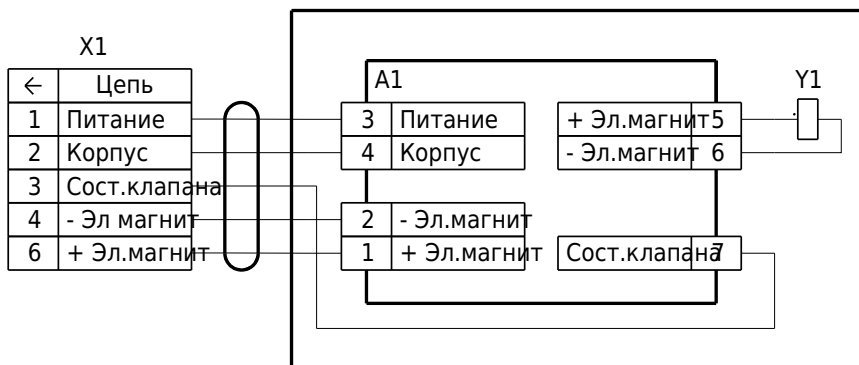 X1
← Цепь
1 Питание
2 Корпус
3 Сост.клапана
4 - Эл магнит
6 + Эл.магнит
A1
3 Питание
4 Корпус
2 - Эл.магнит
1 + Эл.магнит
+ Эл.магнит 5
- Эл.магнит 6
Сост.клапана 7
Y1